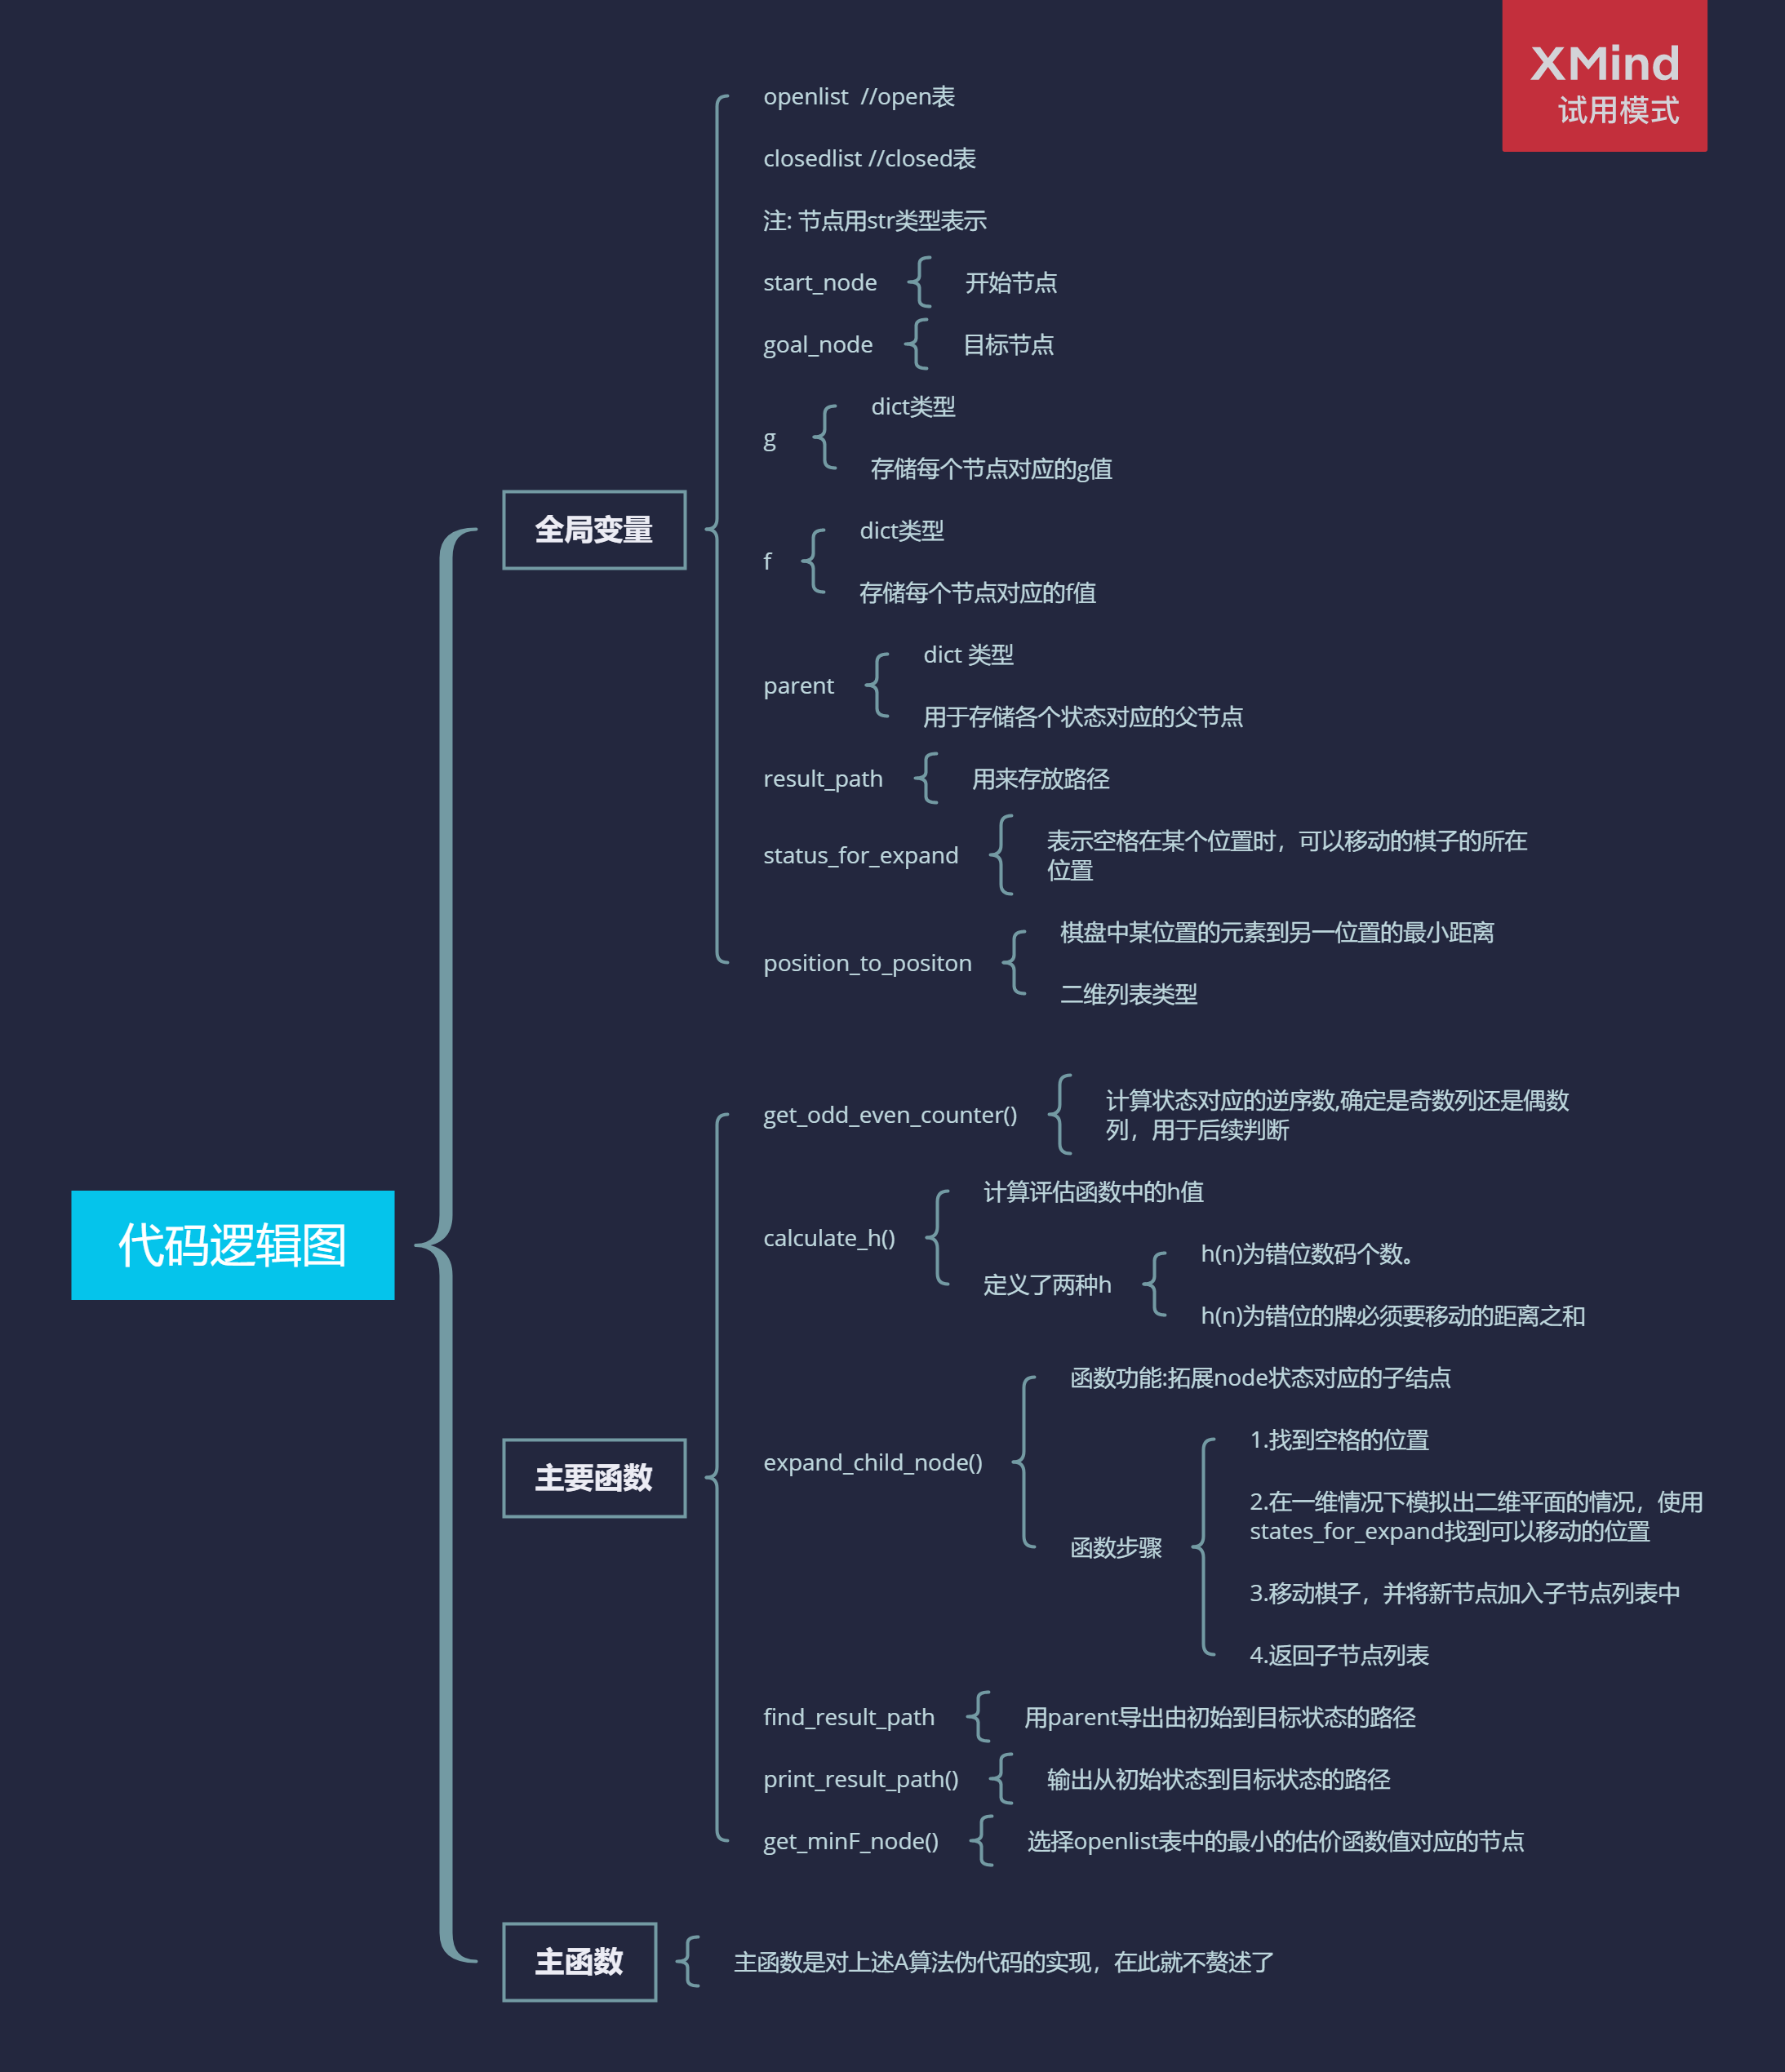 XMind
试用模式
openlist  //open表
closedlist //closed表
注: 节点用str类型表示
start_node
开始节点
goal_node
目标节点
g
dict类型
存储每个节点对应的g值
全局变量
f
dict类型
存储每个节点对应的f值
parent
dict 类型
用于存储各个状态对应的父节点
result_path
用来存放路径
status_for_expand
表示空格在某个位置时，可以移动的棋子的所在
位置
position_to_positon
棋盘中某位置的元素到另一位置的最小距离
二维列表类型
代码逻辑图
get_odd_even_counter()
计算状态对应的逆序数,确定是奇数列还是偶数
列，用于后续判断
calculate_h()
计算评估函数中的h值
定义了两种h
h(n)为错位数码个数。
h(n)为错位的牌必须要移动的距离之和
主要函数
expand_child_node()
函数功能:拓展node状态对应的子结点
函数步骤
1.找到空格的位置
2.在一维情况下模拟出二维平面的情况，使用
states_for_expand找到可以移动的位置
3.移动棋子，并将新节点加入子节点列表中
4.返回子节点列表
find_result_path
用parent导出由初始到目标状态的路径
print_result_path()
输出从初始状态到目标状态的路径
get_minF_node()
选择openlist表中的最小的估价函数值对应的节点
主函数
主函数是对上述A算法伪代码的实现，在此就不赘述了